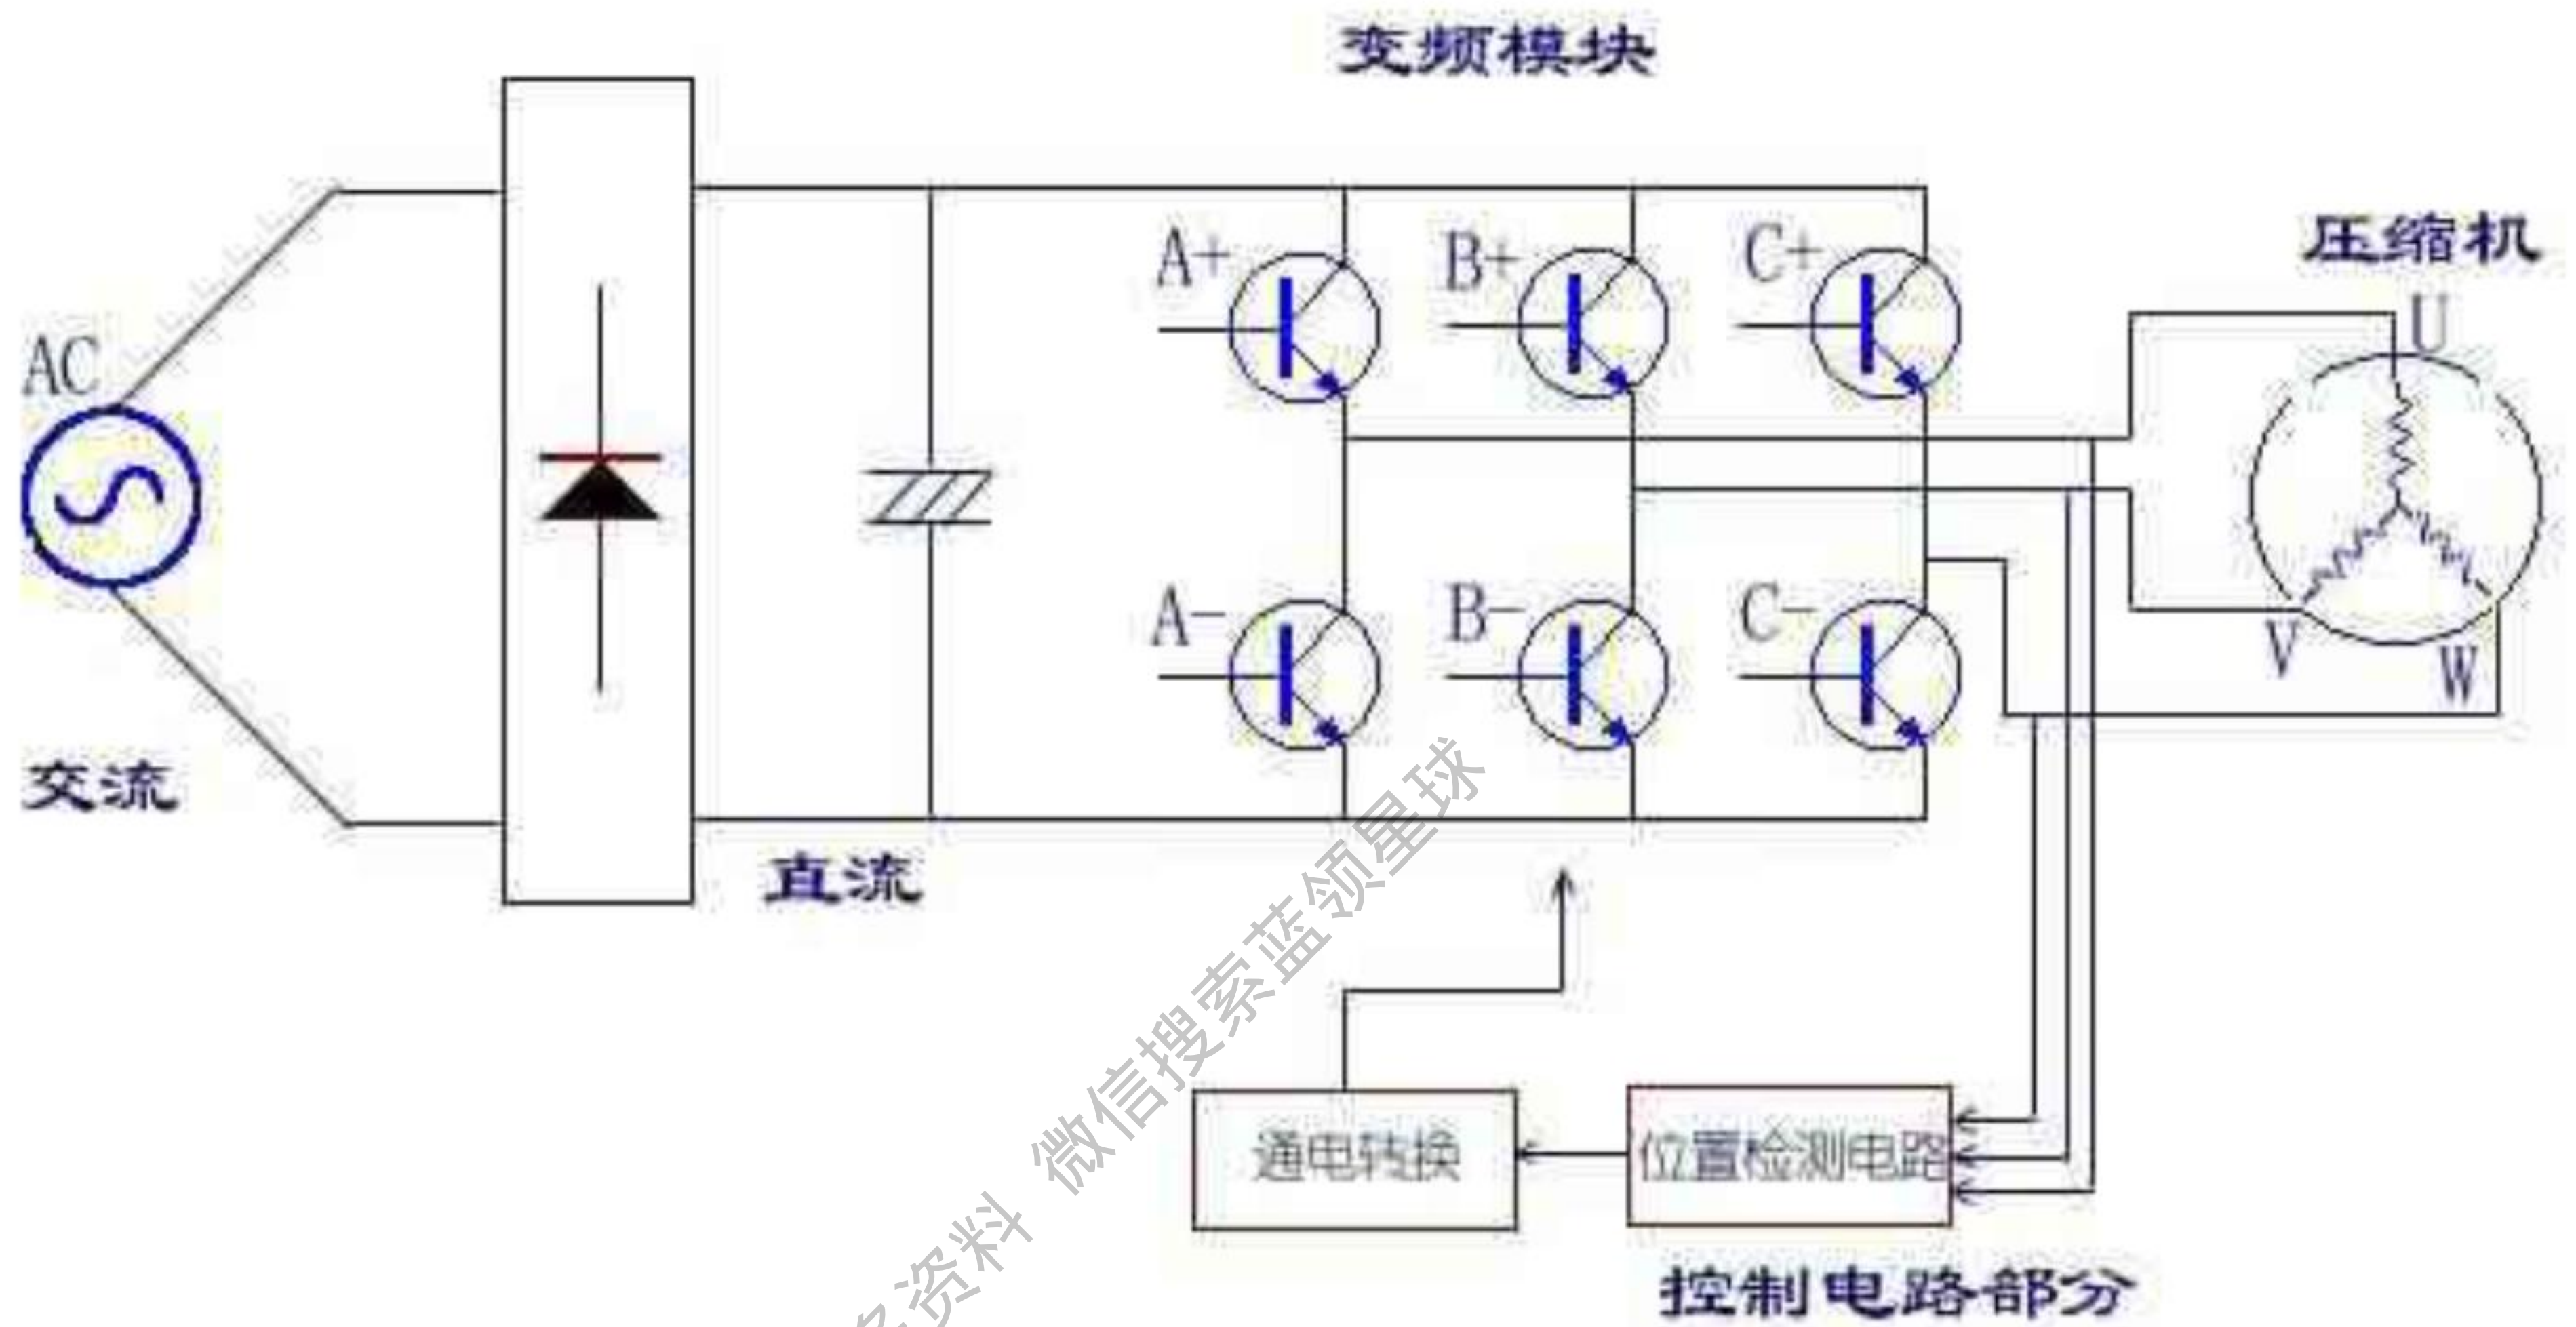 变频模块
压缩机
A+
B+
C+
U
AC
A-
B-
C-
V
W
交流
直流
通电转换
位置检测电路
控制电路部分
资料 微信搜索蓝领星球